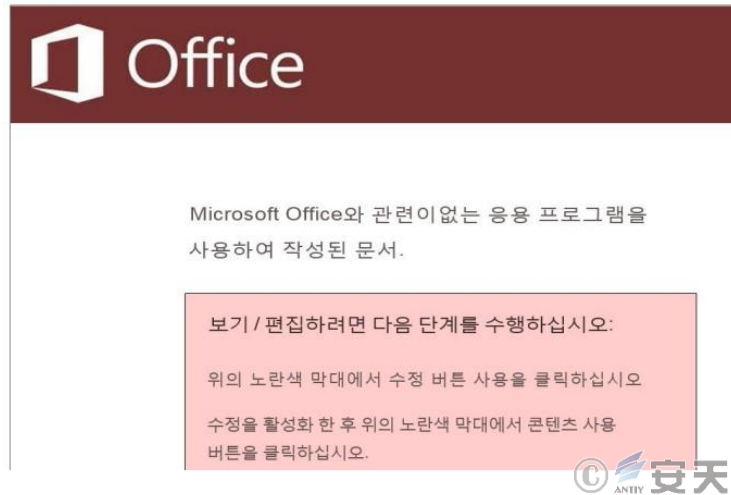 Office
Microsoft Office와 관련이없는 응용 프로그램을
사용하여 작성된 문서.
보기 / 편집하려면 다음 단계를 수행하십시오:
위의 노란색 막대에서 수정 버튼 사용을 클릭하십시오
수정을 활성화 한 후 위의 노란색 막대에서 콘텐츠 사용
버튼을 클릭하십시오.
© ANTIY 安天